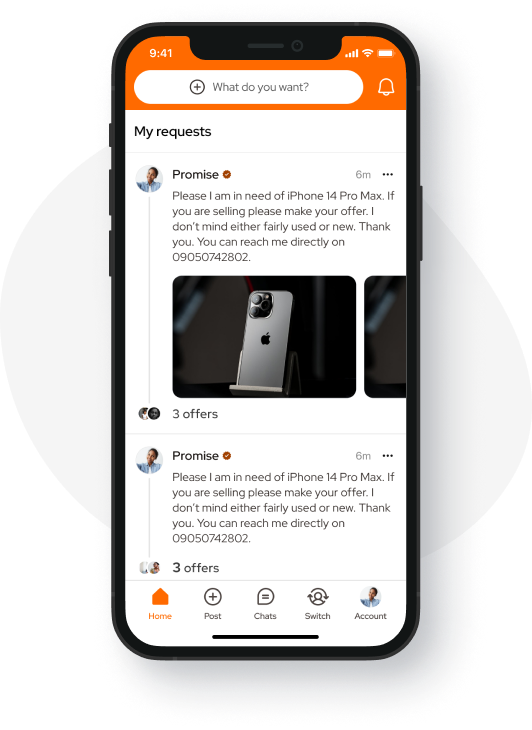 9:41
What do you want?
My requests
Promise
6m
Please I am in need of iPhone 14 Pro Max. If
you are selling please make your offer. I
don't mind either fairly used or new. Thank
you. You can reach me directly on
09050742802.
3 offers
Promise
6m
Please I am in need of iPhone 14 Pro Max. If
you are selling please make your offer. I
don't mind either fairly used or new. Thank
you. You can reach me directly on
09050742802.
3 offers
Home
Post
Chats
Switch
Account